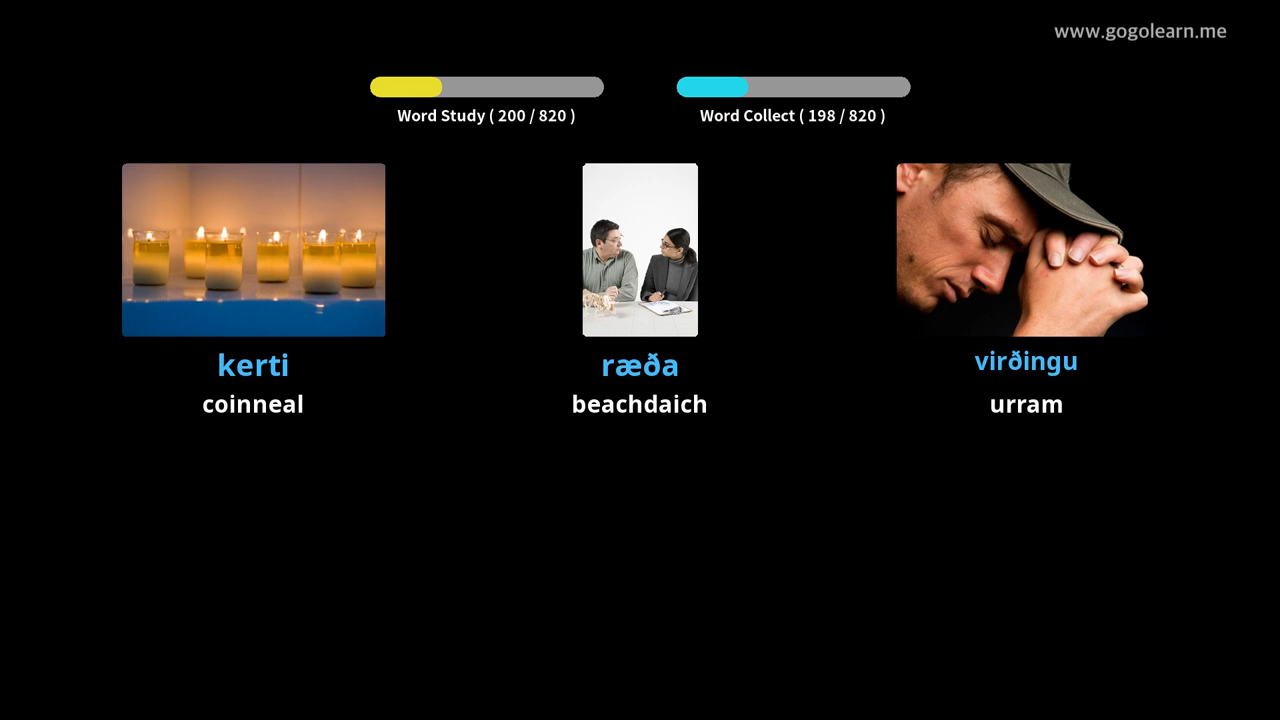 www.gogolearn.me
Word Study ( 200 / 820 )
Word Collect ( 198 / 820 )
kerti
coinneal
ræða
beachdaich
virðingu
urram